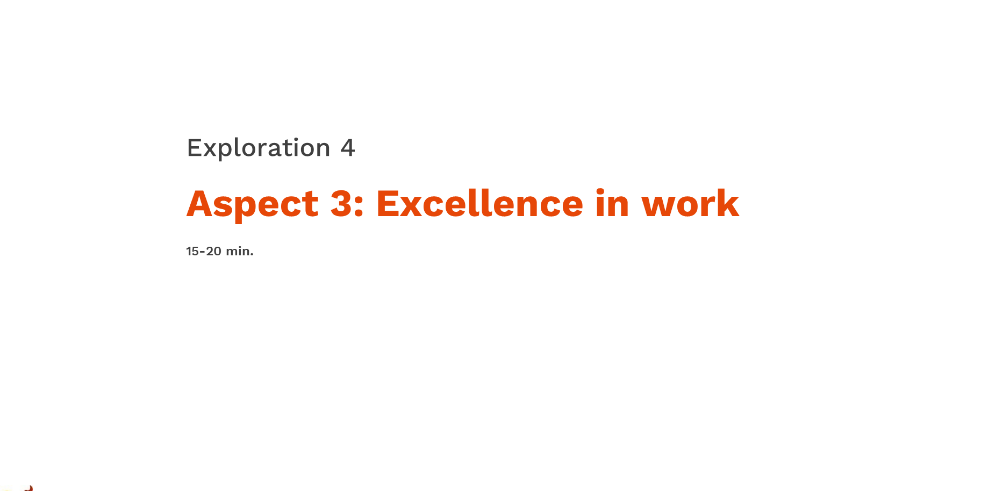 Exploration 4
Aspect 3: Excellence in work
15-20 min.